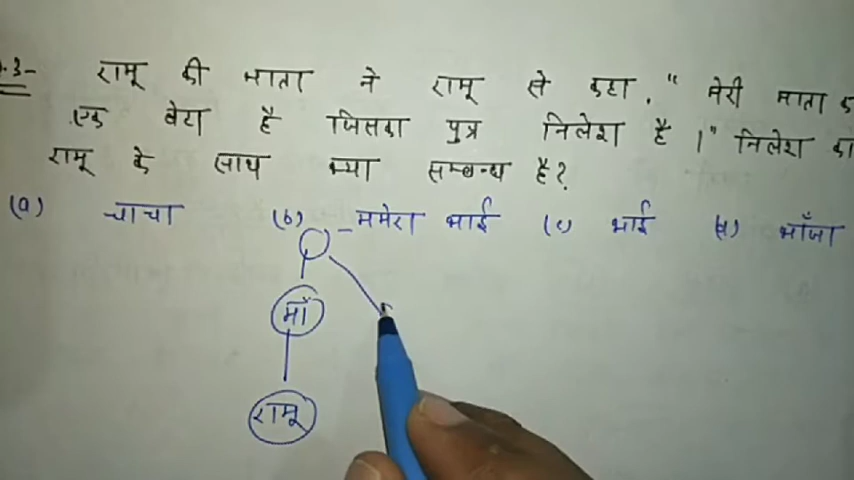 .3- रामू की माता ने रामू से कहा, "मेरी माता क
एक बेटा है जिसका पुत्र निलेश है।" निलेश का
रामू के साथ क्या सम्बन्ध है?
(a) चाचा (b) ममेरा भाई (c) भाई (d) भाँजा
माँ
रामू